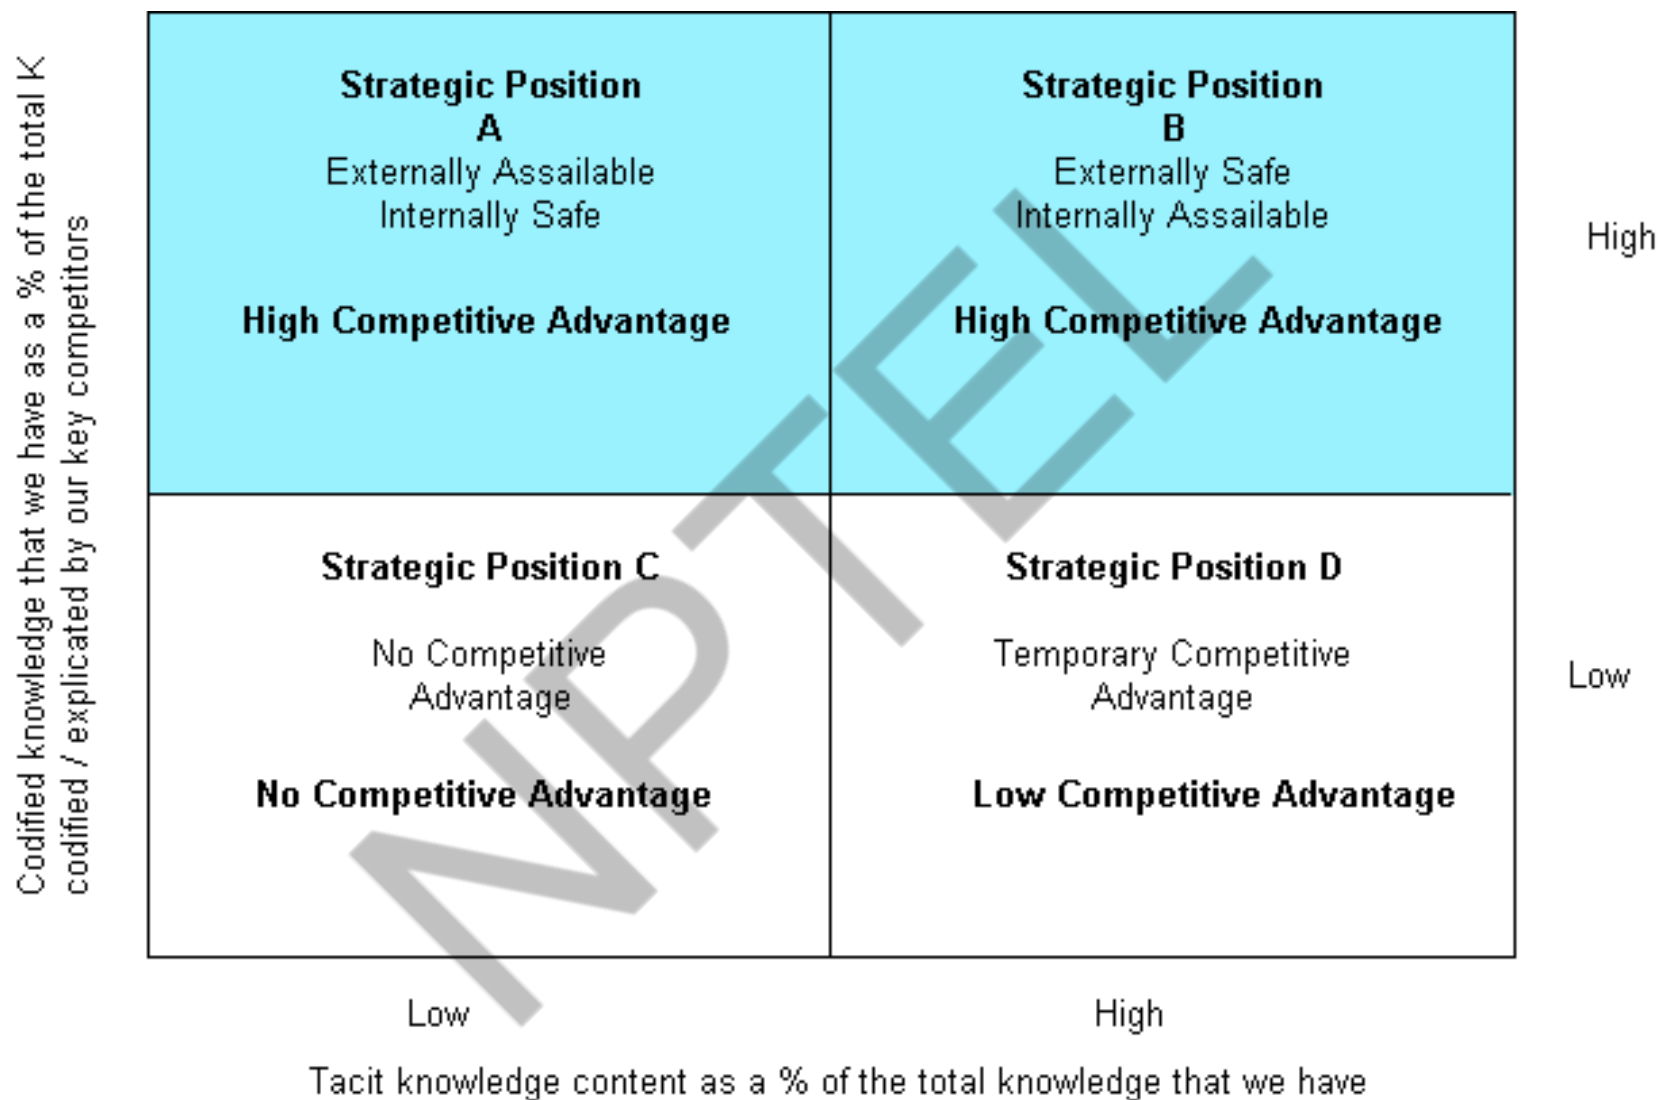 Codified knowledge that we have as a % of the total K
codified / explicated by our key competitors
Strategic Position
A
Externally Assailable
Internally Safe
High Competitive Advantage
Strategic Position
B
Externally Safe
Internally Assailable
High Competitive Advantage
High
Strategic Position C
No Competitive
Advantage
No Competitive Advantage
Strategic Position D
Temporary Competitive
Advantage
Low Competitive Advantage
Low
Low
High
Tacit knowledge content as a % of the total knowledge that we have
NPTEL